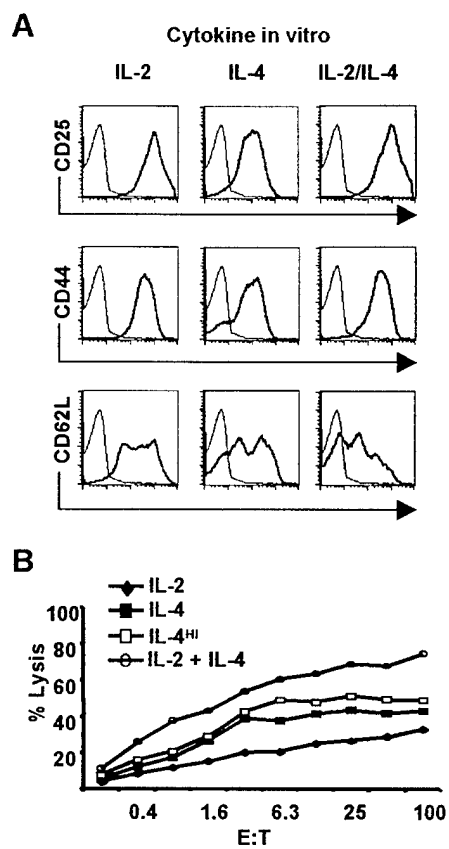 A
Cytokine in vitro
IL-2 IL-4 IL-2/IL-4
CD25
CD44
CD62L
B
IL-2
IL-4
IL-4HI
IL-2 + IL-4
% Lysis
100
80
60
40
20
0.4 1.6 6.3 25 100
E:T